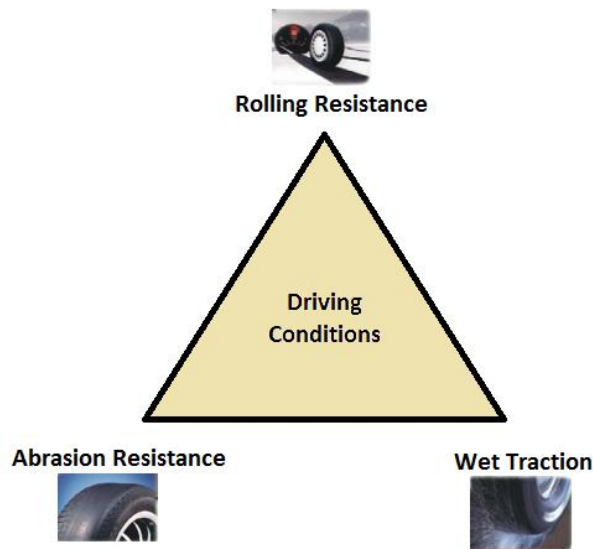 Rolling Resistance
Driving
Conditions
Abrasion Resistance
Wet Traction